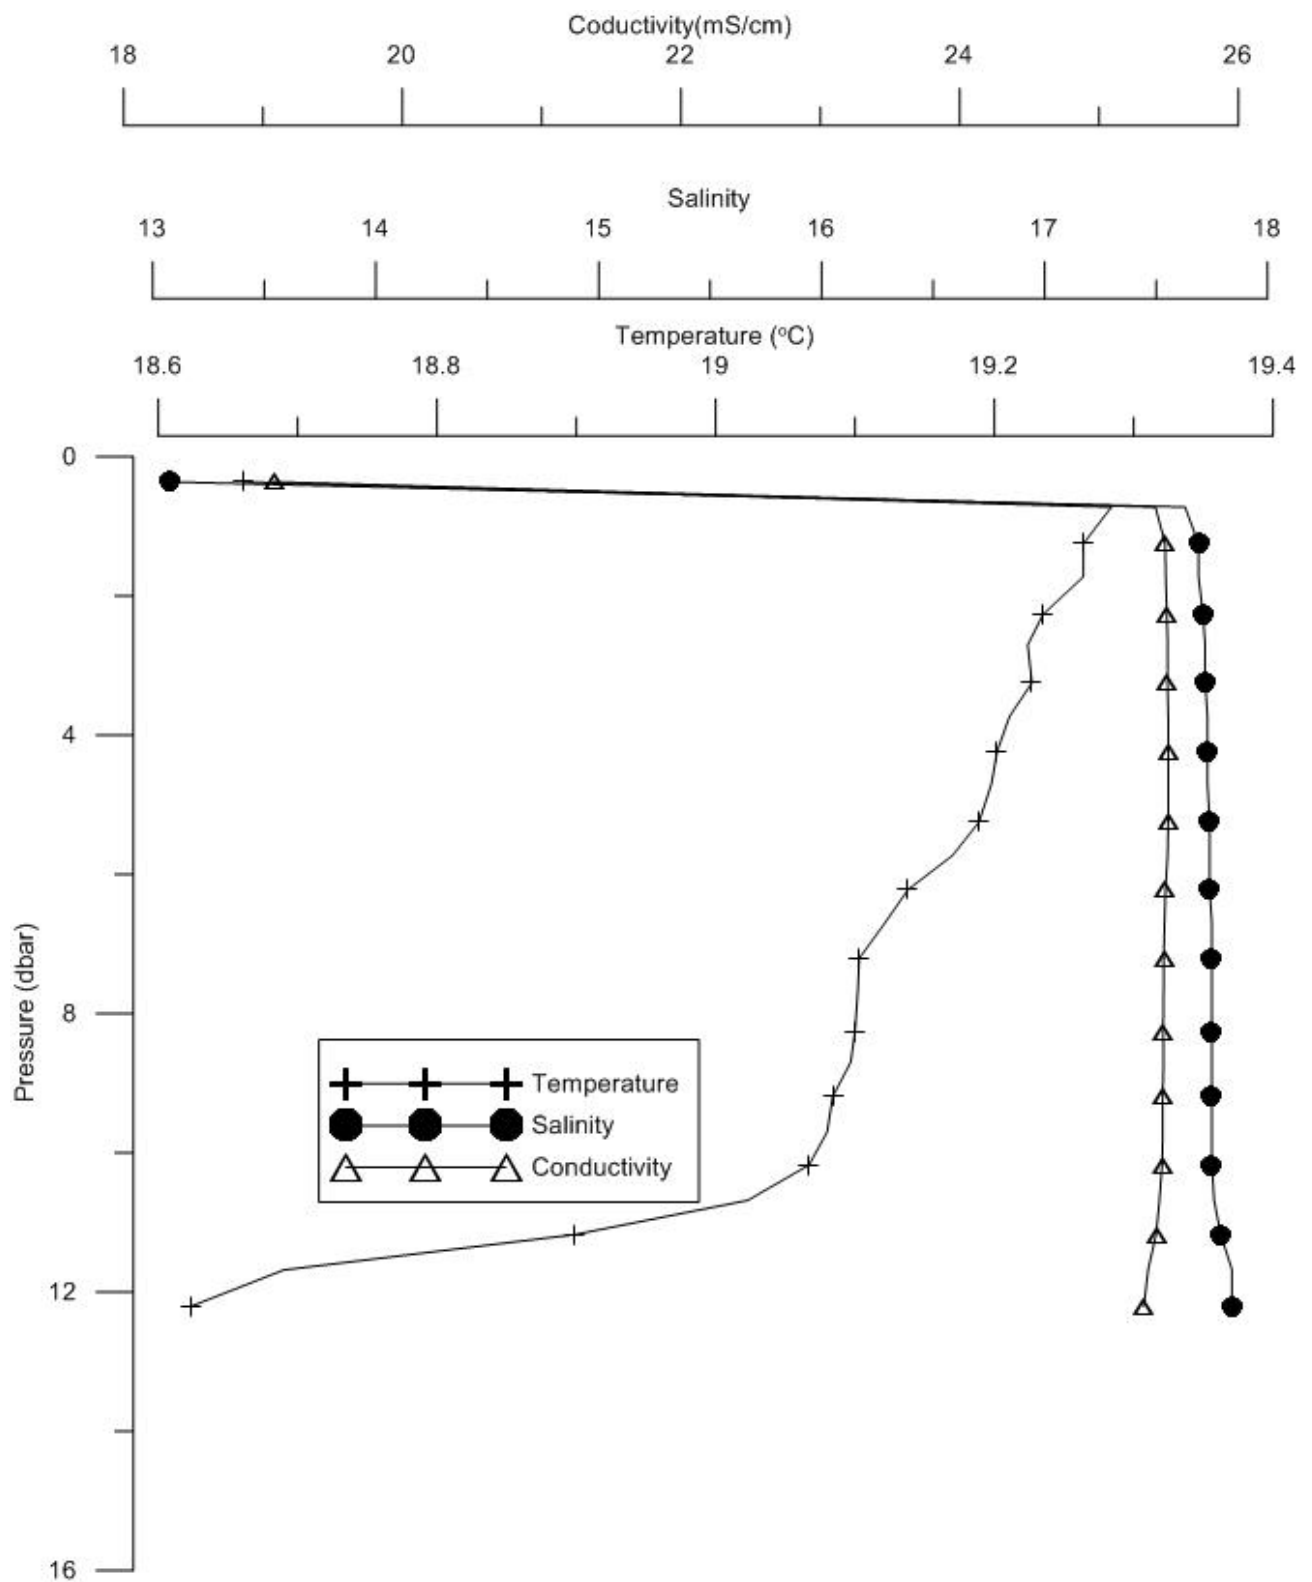 Coductivity(mS/cm)
18 20 22 24 26
Salinity
13 14 15 16 17 18
Temperature (°C)
18.6 18.8 19 19.2 19.4
0
4
8
12
16
Pressure (dbar)
Temperature
Salinity
Conductivity